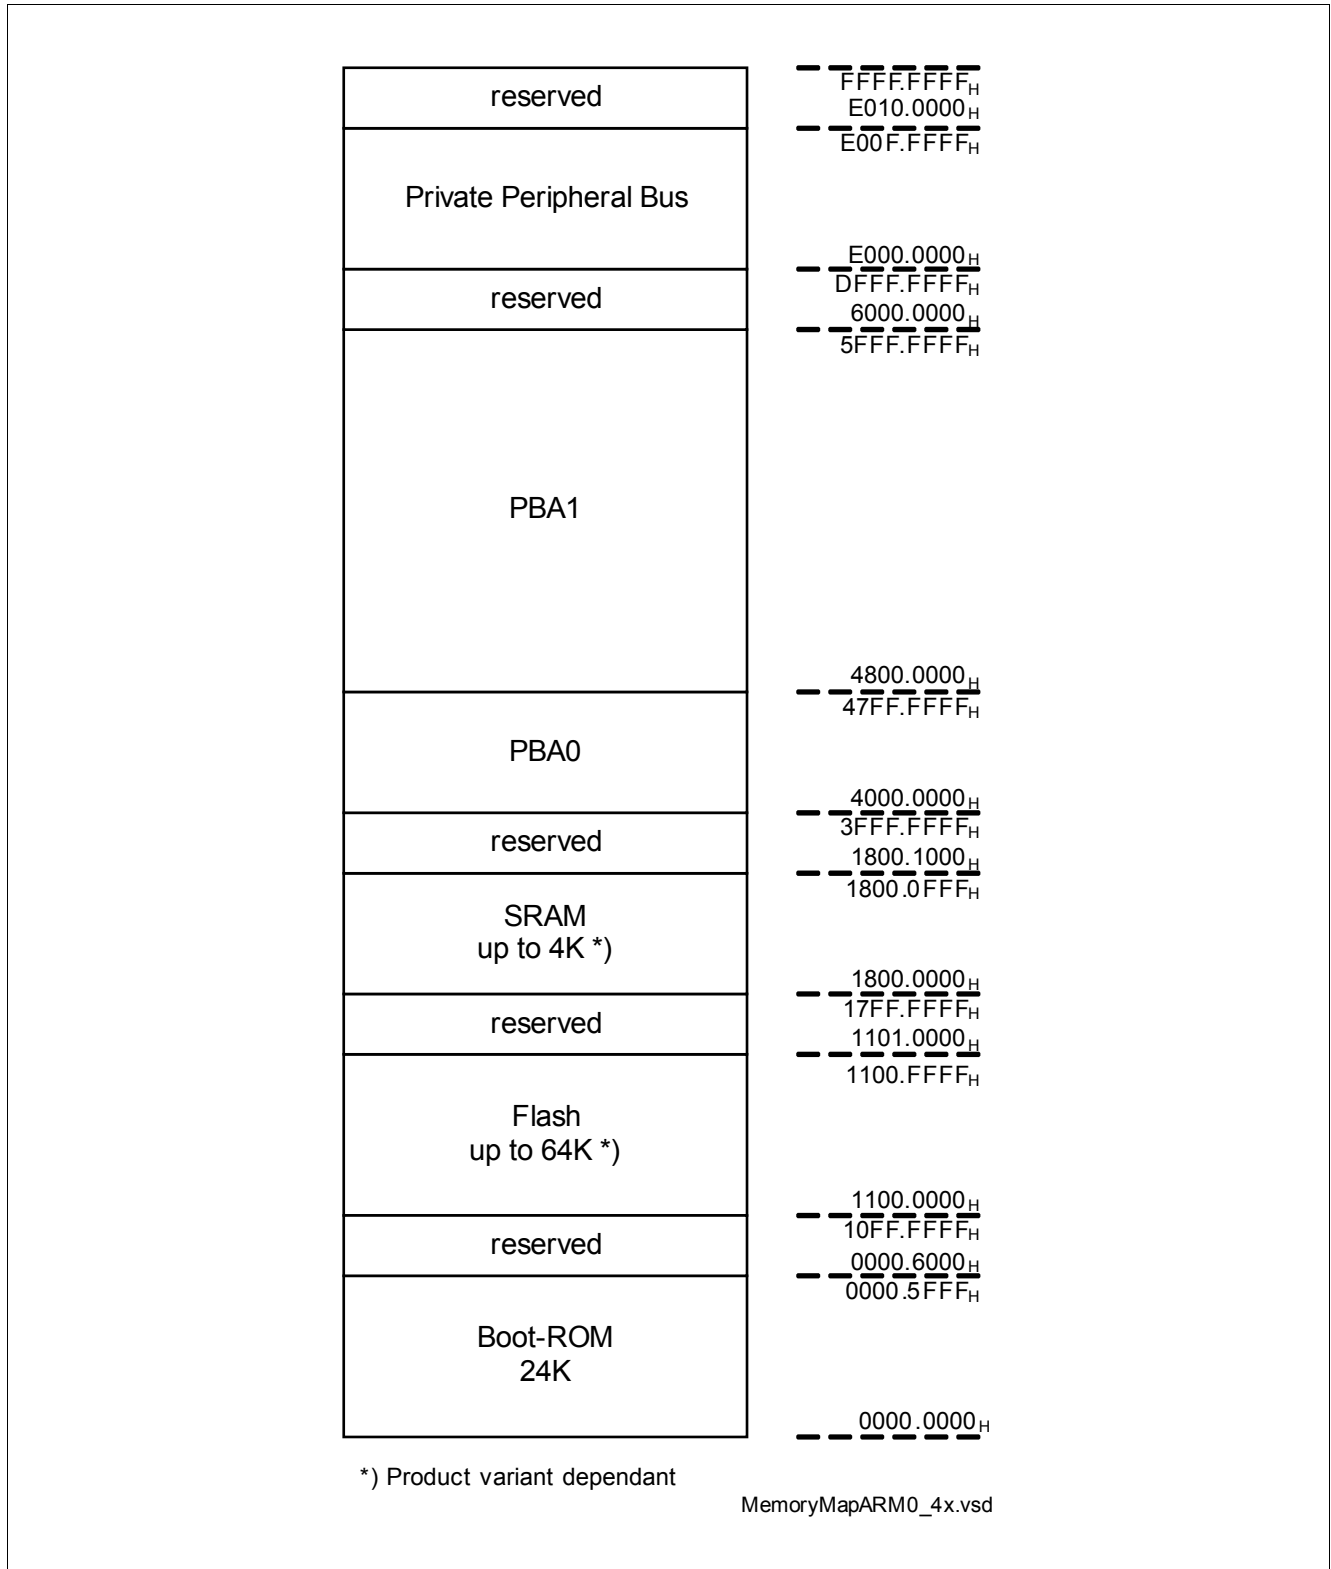 FFFF.FFFFH
reserved
E010.0000H
E00F.FFFFH
Private Peripheral Bus
E000.0000H
DFFF.FFFFH
reserved
6000.0000H
5FFF.FFFFH
PBA1
4800.0000H
47FF.FFFFH
PBA0
4000.0000H
3FFF.FFFFH
reserved
1800.1000H
1800.0FFFH
SRAM
up to 4K *)
1800.0000H
17FF.FFFFH
reserved
1101.0000H
1100.FFFFH
Flash
up to 64K *)
1100.0000H
10FF.FFFFH
reserved
0000.6000H
0000.5FFFH
Boot-ROM
24K
0000.0000H
*) Product variant dependant
MemoryMapARM0_4x.vsd